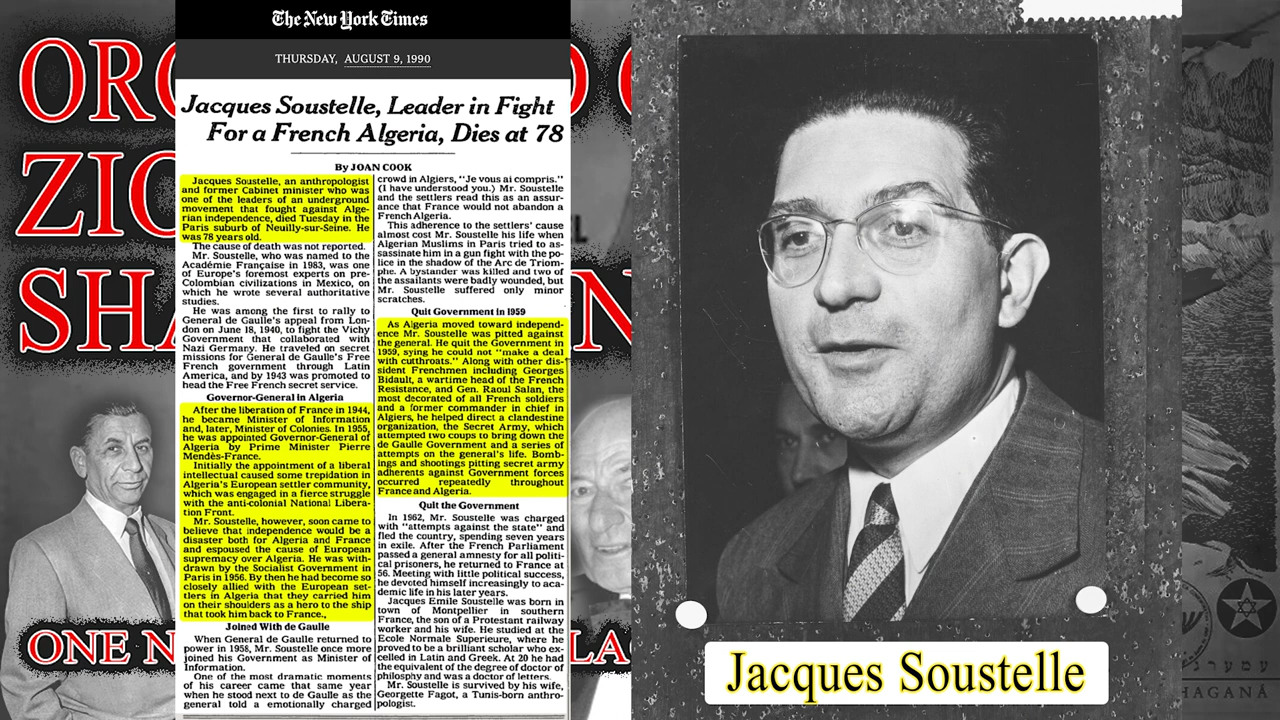 The New York Times
THURSDAY, AUGUST 9, 1990
Jacques Soustelle, Leader in Fight
For a French Algeria, Dies at 78
By JOAN COOK
Jacques Soustelle, an anthropologist
and former Cabinet minister who was
one of the leaders of an underground
movement that fought against Alge-
rian independence, died Tuesday in the
Paris suburb of Neuilly-sur-Seine. He
was 78 years old.
The cause of death was not reported.
Mr. Soustelle, who was named to the
Académie Française in 1983, was one
of Europe's foremost experts on pre-
Colombian civilizations in Mexico, on
which he wrote several authoritative
studies.
He was among the first to rally to
General de Gaulle's appeal from Lon-
don on June 18, 1940, to fight the Vichy
Government that collaborated with
Nazi Germany. He traveled on secret
missions for General de Gaulle's Free
French government through Latin
America, and by 1943 was promoted to
head the Free French secret service.
Governor-General in Algeria
After the liberation of France in 1944,
he became Minister of Information
and, later, Minister of Colonies. In 1955,
he was appointed Governor-General of
Algeria by Prime Minister Pierre
Mendès-France.
Initially the appointment of a liberal
intellectual caused some trepidation in
Algeria's European settler community,
which was engaged in a fierce struggle
with the anti-colonial National Libera-
tion Front.
Mr. Soustelle, however, soon came to
believe that independence would be a
disaster both for Algeria and France
and espoused the cause of European
supremacy over Algeria. He was with-
drawn by the Socialist Government in
Paris in 1956. By then he had become so
closely allied with the European set-
tlers in Algeria that they carried him
on their shoulders as a hero to the ship
that took him back to France.,
Joined With de Gaulle
When General de Gaulle returned to
power in 1958, Mr. Soustelle once more
joined his Government as Minister of
Information.
One of the most dramatic moments
of his career came that same year
when he stood next to de Gaulle as the
general told a emotionally charged
crowd in Algiers, "Je vous ai compris."
(I have understood you.) Mr. Soustelle
and the settlers read this as an assur-
ance that France would not abandon a
French Algeria.
This adherence to the settlers' cause
almost cost Mr. Soustelle his life when
Algerian Muslims in Paris tried to as-
sassinate him in a gun fight with the po-
lice in the shadow of the Arc de Triom-
phe. A bystander was killed and two of
the assailants were badly wounded, but
Mr. Soustelle suffered only minor
scratches.
Quit Government in 1959
As Algeria moved toward independ-
ence Mr. Soustelle was pitted against
the general. He quit the Government in
1959, sying he could not "make a deal
with cutthroats." Along with other dis-
sident Frenchmen including Georges
Bidault, a wartime head of the French
Resistance, and Gen. Raoul Salan, the
most decorated of all French soldiers
and a former commander in chief in
Algiers, he helped direct a clandestine
organization, the Secret Army, which
attempted two coups to bring down the
de Gaulle Government and a series of
attempts on the general's life. Bomb-
ings and shootings pitting secret army
adherents against Government forces
occurred repeatedly throughout
France and Algeria.
Quit the Government
In 1962, Mr. Soustelle was charged
with "attempts against the state" and
fled the country, spending seven years
in exile. After the French Parliament
passed a general amnesty for all politi-
cal prisoners, he returned to France at
56. Meeting with little political success,
he devoted himself increasingly to aca-
demic life in his later years.
Jacques Emile Soustelle was born in
town of Montpellier in southern
France, the son of a Protestant railway
worker and his wife. He studied at the
Ecole Normale Superieure, where he
proved to be a brilliant scholar who ex-
celled in Latin and Greek. At 20 he had
the equivalent of the degree of doctor of
philosphy and was a doctor of letters.
Mr. Soustelle is survived by his wife,
Georgette Fagot, a Tunis-born anthro-
pologist.
Jacques Soustelle
ONE N
HAGANÁ